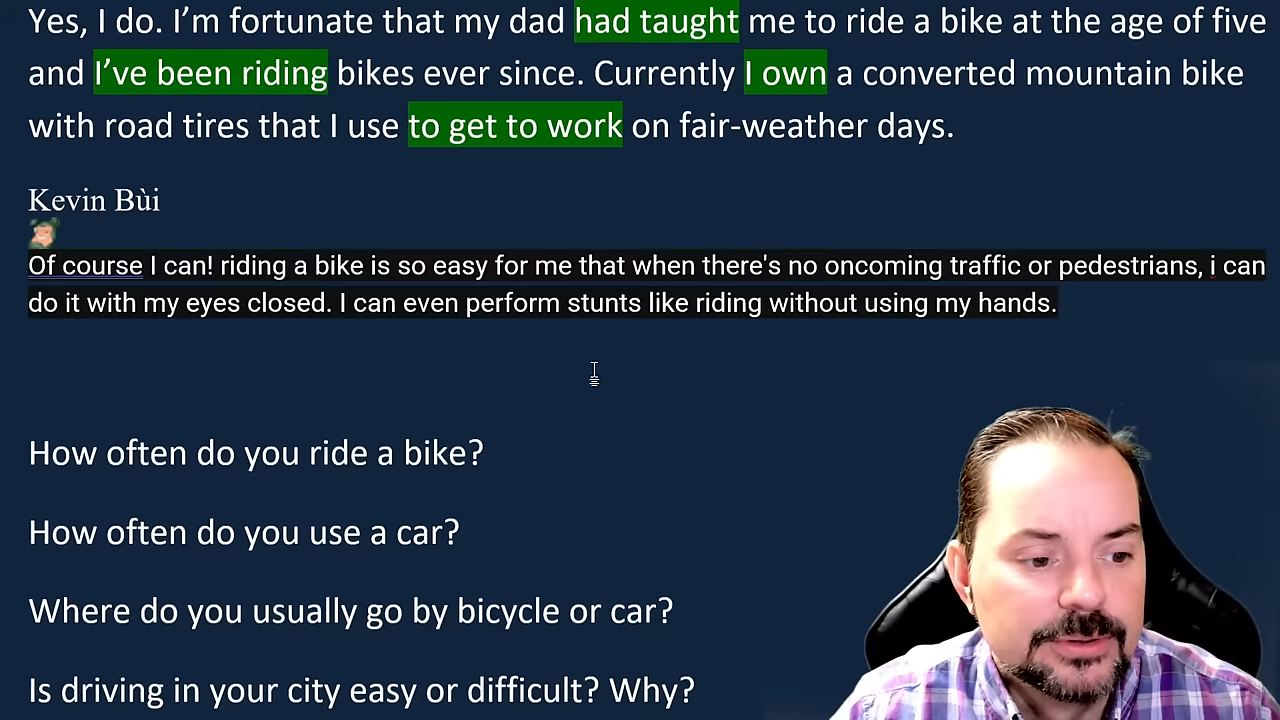 Yes, I do. I’m fortunate that my dad had taught me to ride a bike at the age of five
and I’ve been riding bikes ever since. Currently I own a converted mountain bike
with road tires that I use to get to work on fair-weather days.
Kevin Bùi
Of course I can! riding a bike is so easy for me that when there's no oncoming traffic or pedestrians, i can
do it with my eyes closed. I can even perform stunts like riding without using my hands.
How often do you ride a bike?
How often do you use a car?
Where do you usually go by bicycle or car?
Is driving in your city easy or difficult? Why?